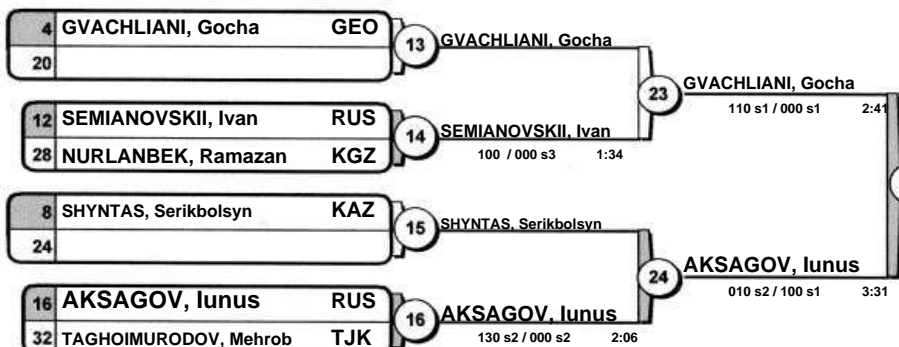 4 GVACHLIANI, Gocha GEO
20
13 GVACHLIANI, Gocha
12 SEMIANOVSKII, Ivan RUS
28 NURLANBEK, Ramazan KGZ
14 SEMIANOVSKII, Ivan
100 / 000 s3 1:34
23 GVACHLIANI, Gocha
110 s1 / 000 s1 2:41
8 SHYNTAS, Serikbolsyn KAZ
24
15 SHYNTAS, Serikbolsyn
16 AKSAGOV, Iunus RUS
32 TAGHOIMURODOV, Mehrob TJK
16 AKSAGOV, Iunus
130 s2 / 000 s2 2:06
24 AKSAGOV, Iunus
010 s2 / 100 s1 3:31